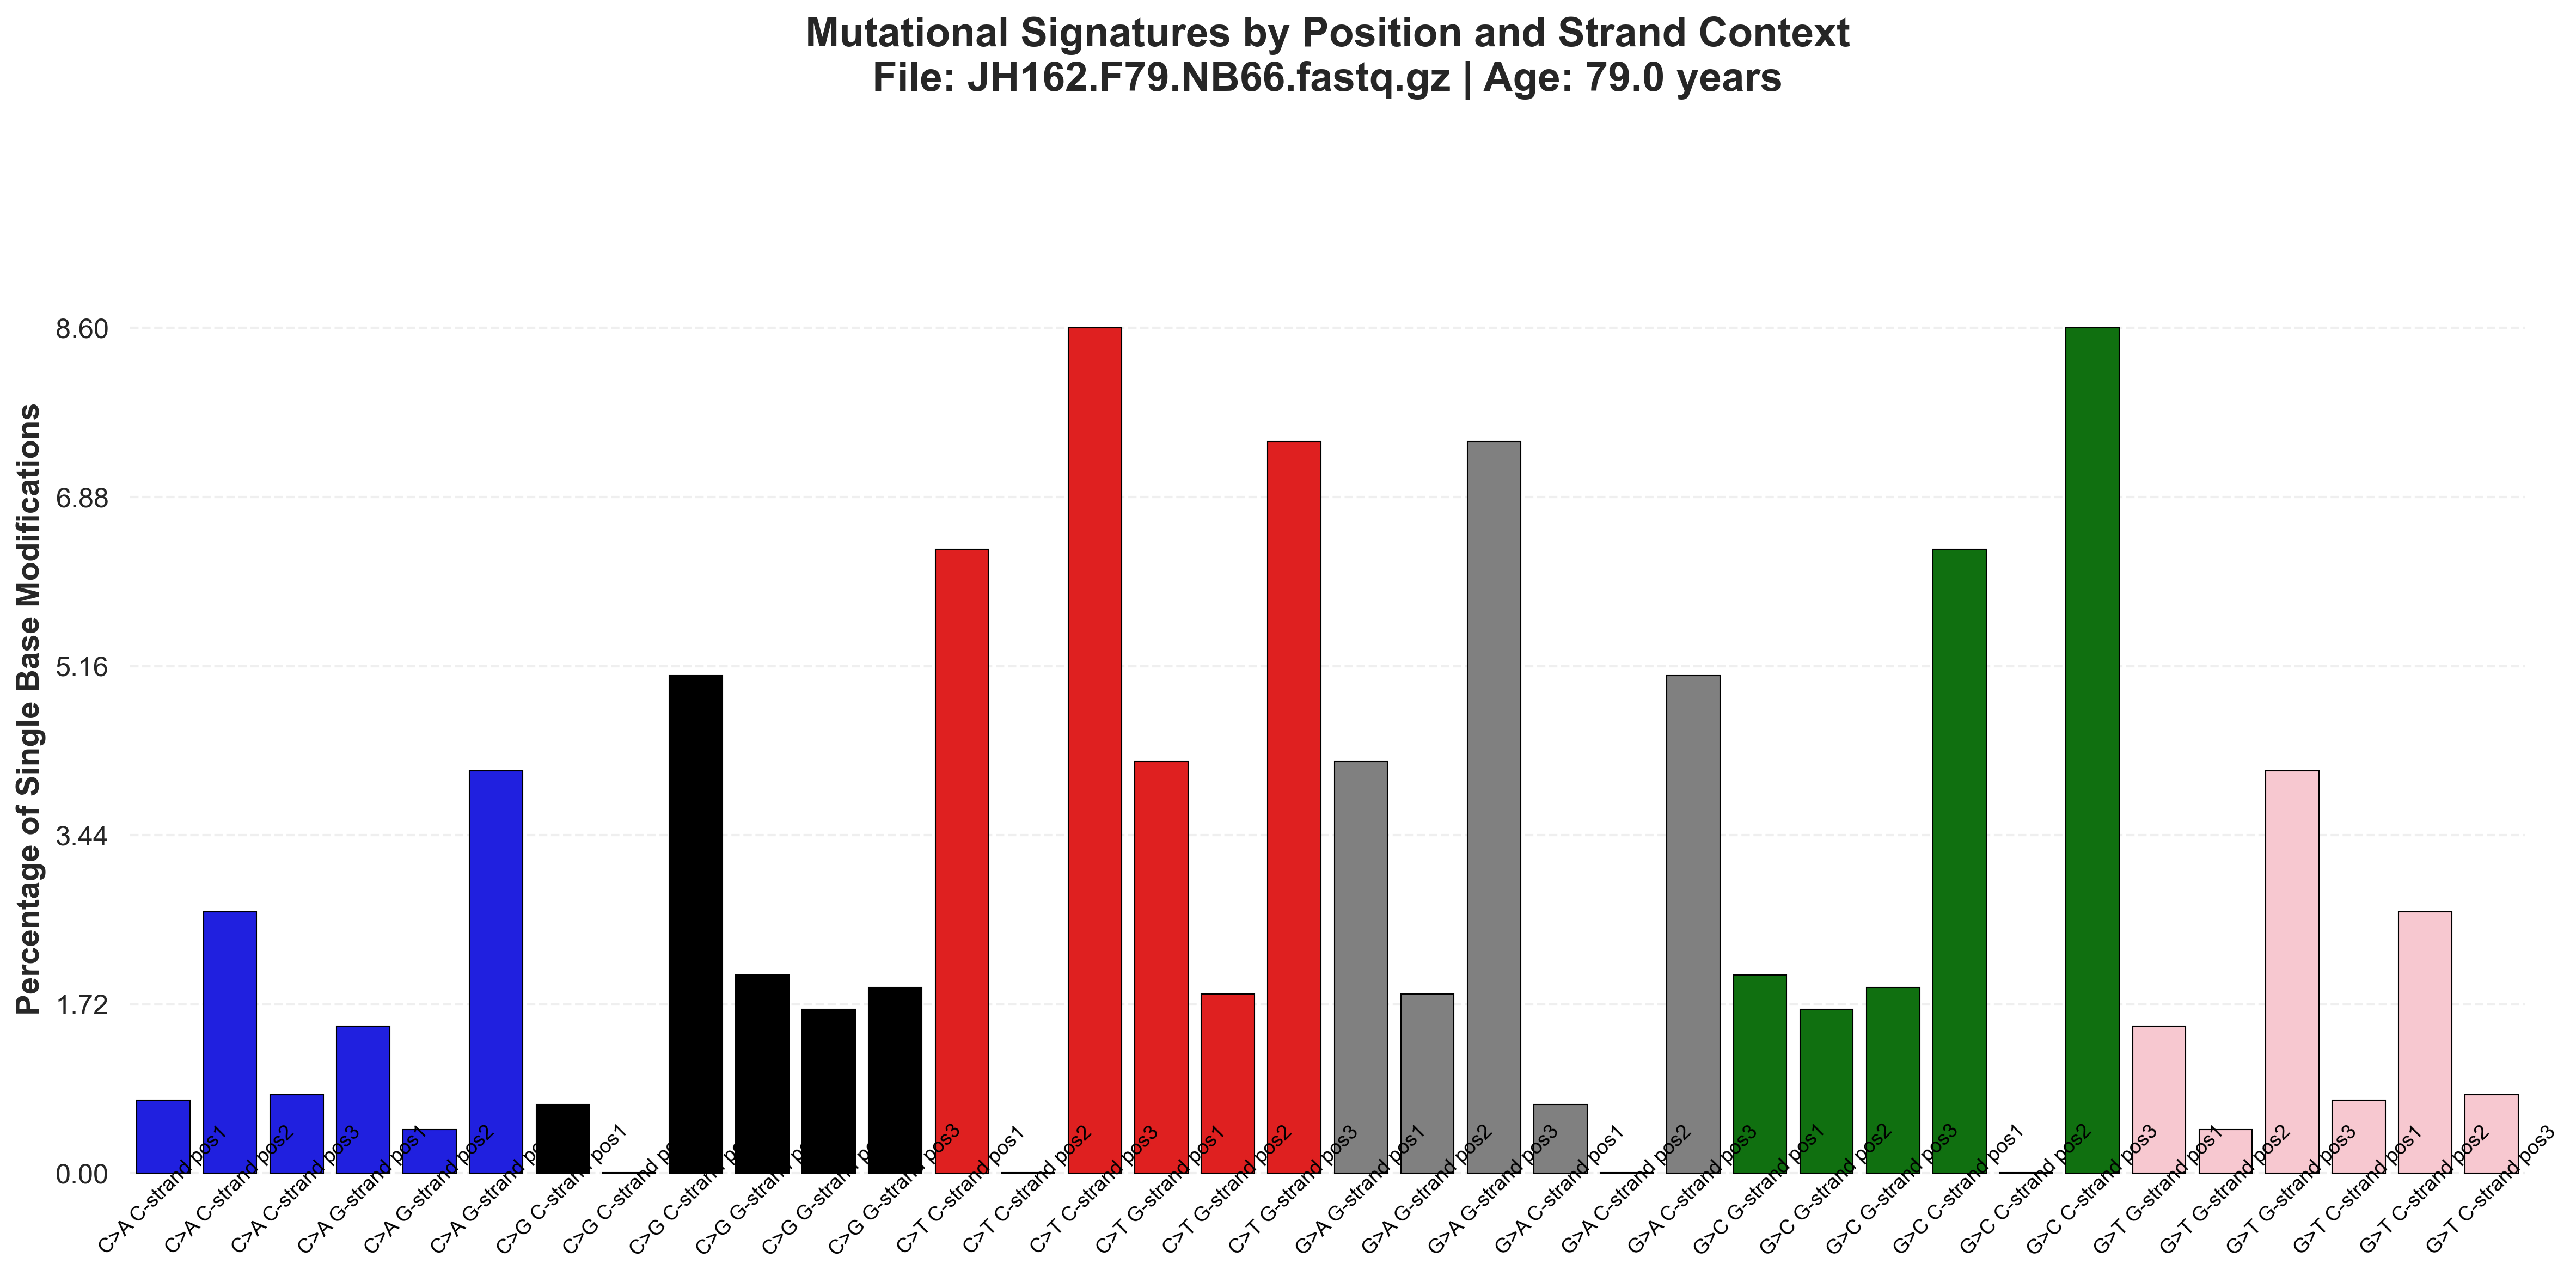 Mutational Signatures by Position and Strand Context
File: JH162.F79.NB66.fastq.gz | Age: 79.0 years
Percentage of Single Base Modifications
8.60
6.88
5.16
3.44
1.72
0.00
C>A C-strand pos1
C>A C-strand pos2
C>A C-strand pos3
C>A G-strand pos1
C>A G-strand pos2
C>A G-strand po
C>G C-strand pos1
C>G C-strand po
C>G C-strand pos
C>G G-strand po
C>G G-strand po
C>G G-strand pos3
C>T C-strand pos1
C>T C-strand pos2
C>T C-strand pos3
C>T G-strand pos1
C>T G-strand pos2
C>T G-strand pos3
G>A G-strand pos1
G>A G-strand pos2
G>A G-strand pos3
G>A C-strand pos1
G>A C-strand pos2
G>A C-strand pos3
G>C G-strand pos1
G>C G-strand pos2
G>C G-strand pos3
G>C C-strand pos1
G>C C-strand pos2
G>C C-strand pos3
G>T G-strand pos1
G>T G-strand pos2
G>T G-strand pos3
G>T C-strand pos1
G>T C-strand pos2
G>T C-strand pos3